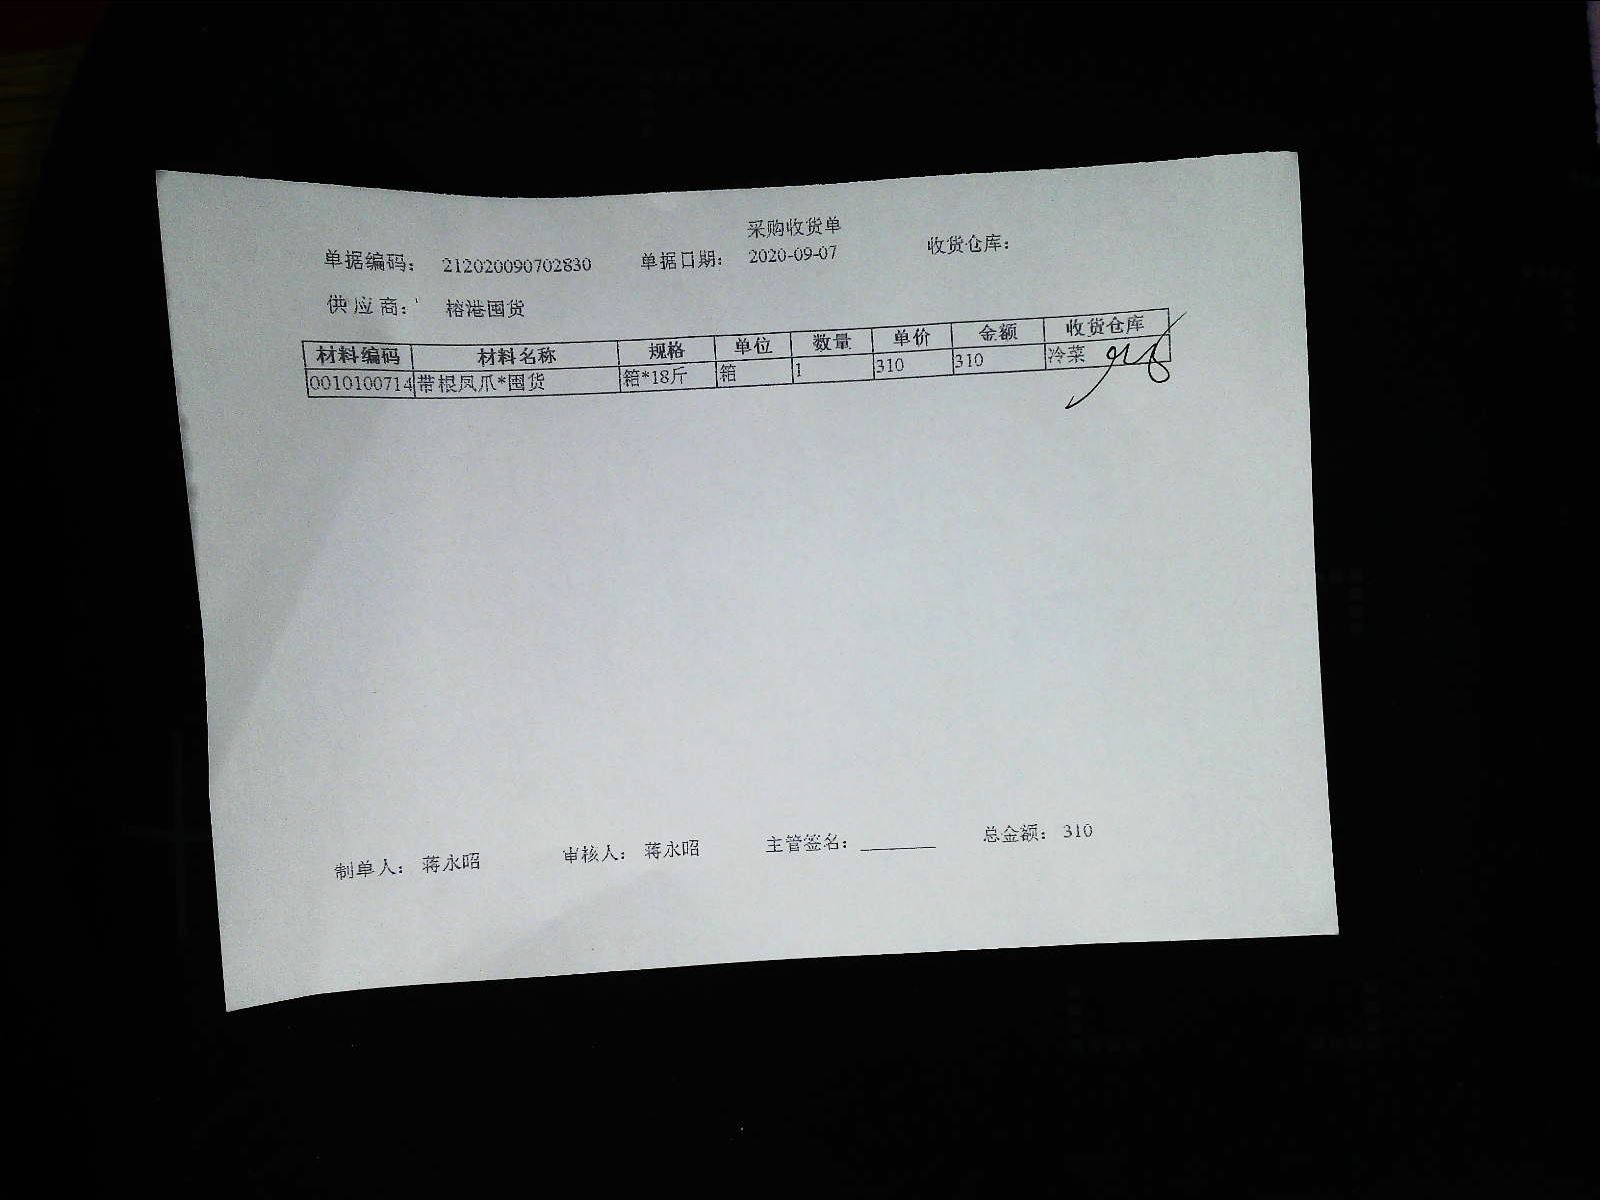 采购收货单
单据编码： 212020090702830 单据日期： 2020-09-07 收货仓库：
供应商： 榕港囤货
材料编码 材料名称 规格 单位 数量 单价 金额 收货仓库
0010100714 带根凤爪*囤货 箱*18斤 箱 1 310 310 冷菜
制单人： 蒋永昭 审核人： 蒋永昭 主管签名：________ 总金额： 310